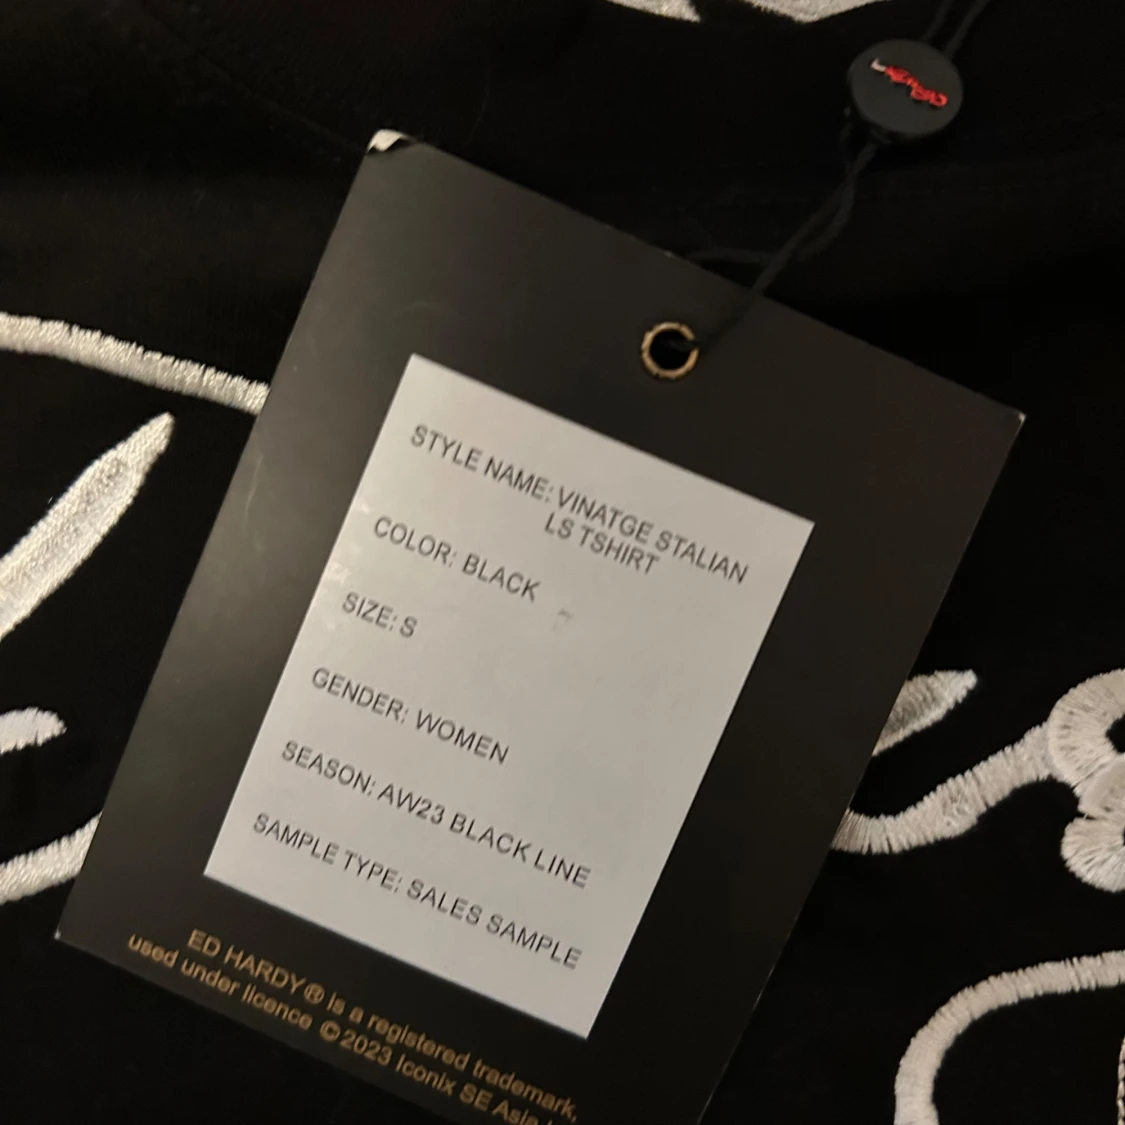 STYLE NAME: VINATGE STALIAN
LS TSHIRT
COLOR: BLACK
SIZE: S
GENDER: WOMEN
SEASON: AW23 BLACK LINE
SAMPLE TYPE: SALES SAMPLE
ED HARDY® is a registered trademark,
used under licence ©2023 Iconix SE Asia